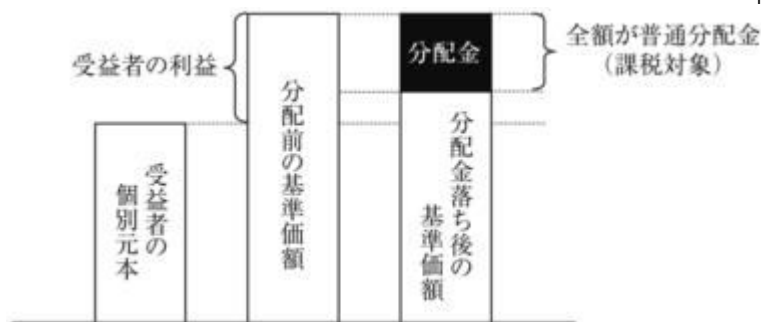 受益者の利益
分配金
全額が普通分配金
（課税対象）
受益者の
個別元本
分配前の基準価額
分配金落ち後の
基準価額